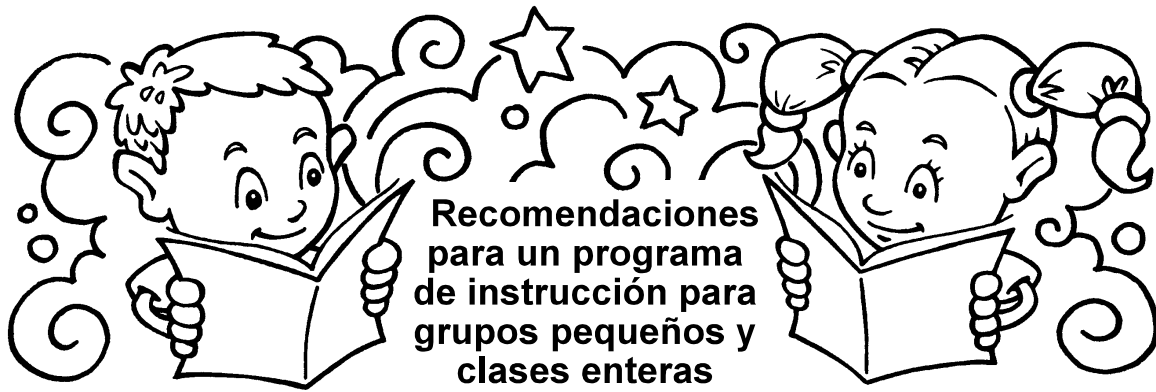 Recomendaciones
para un programa
de instrucción para
grupos pequeños y
clases enteras